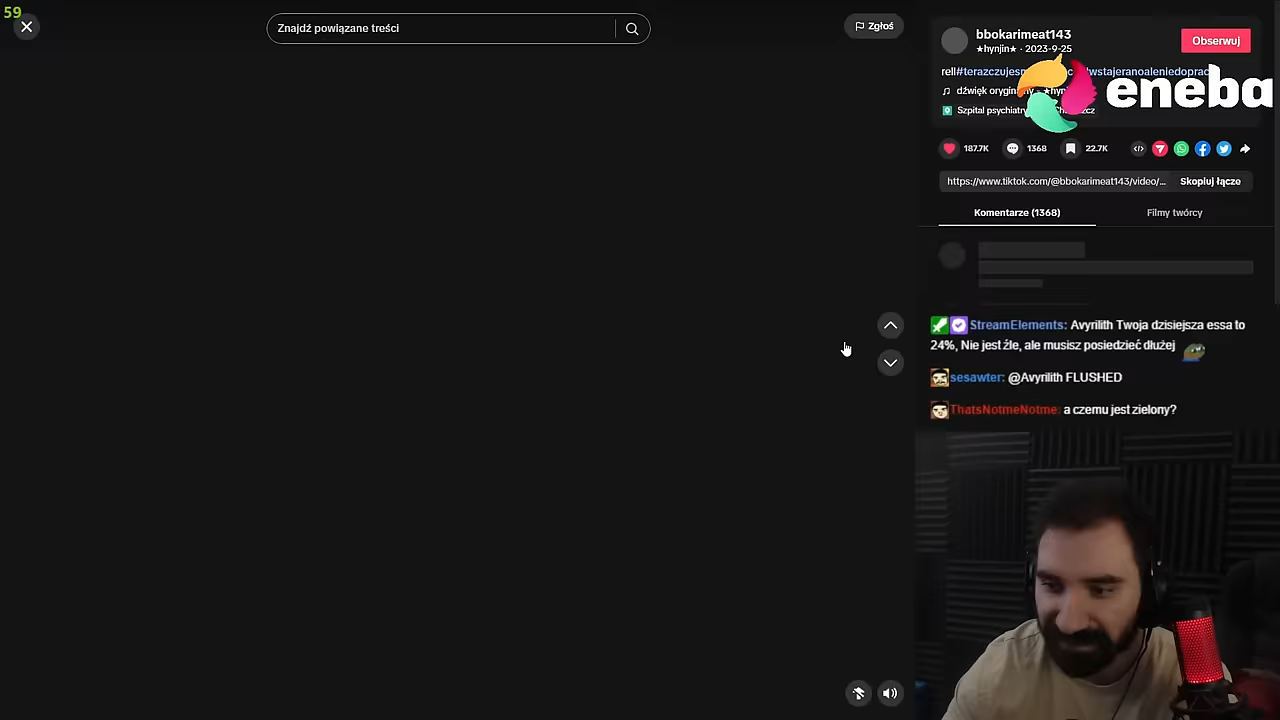 59
Znajdź powiązane treści
Zgłoś
bbokarimeat143
★hynjin★ · 2023-9-25
Obserwuj
eneba
dźwięk
Szpital
187.7K
1368
22.7K
https://www.tiktok.com/@bbokarimeat143/video/...
Skopiuj łącze
Komentarze (1368)
Filmy twórcy
StreamElements: Avyrilith Twoja dzisiejsza essa to
24%, Nie jest źle, ale musisz posiedzieć dłużej
sesawter: @Avyrilith FLUSHED
ThatsNotmeNotme: a czemu jest zielony?